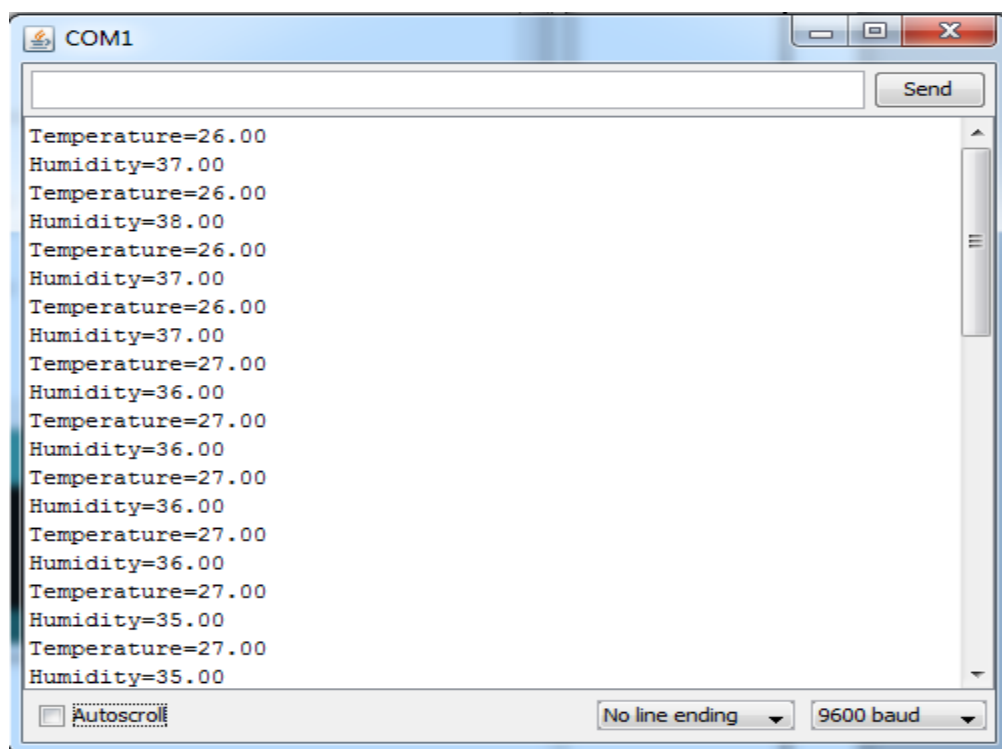 COM1
Send
Temperature=26.00
Humidity=37.00
Temperature=26.00
Humidity=38.00
Temperature=26.00
Humidity=37.00
Temperature=26.00
Humidity=37.00
Temperature=27.00
Humidity=36.00
Temperature=27.00
Humidity=36.00
Temperature=27.00
Humidity=36.00
Temperature=27.00
Humidity=36.00
Temperature=27.00
Humidity=35.00
Temperature=27.00
Humidity=35.00
Autoscroll No line ending 9600 baud